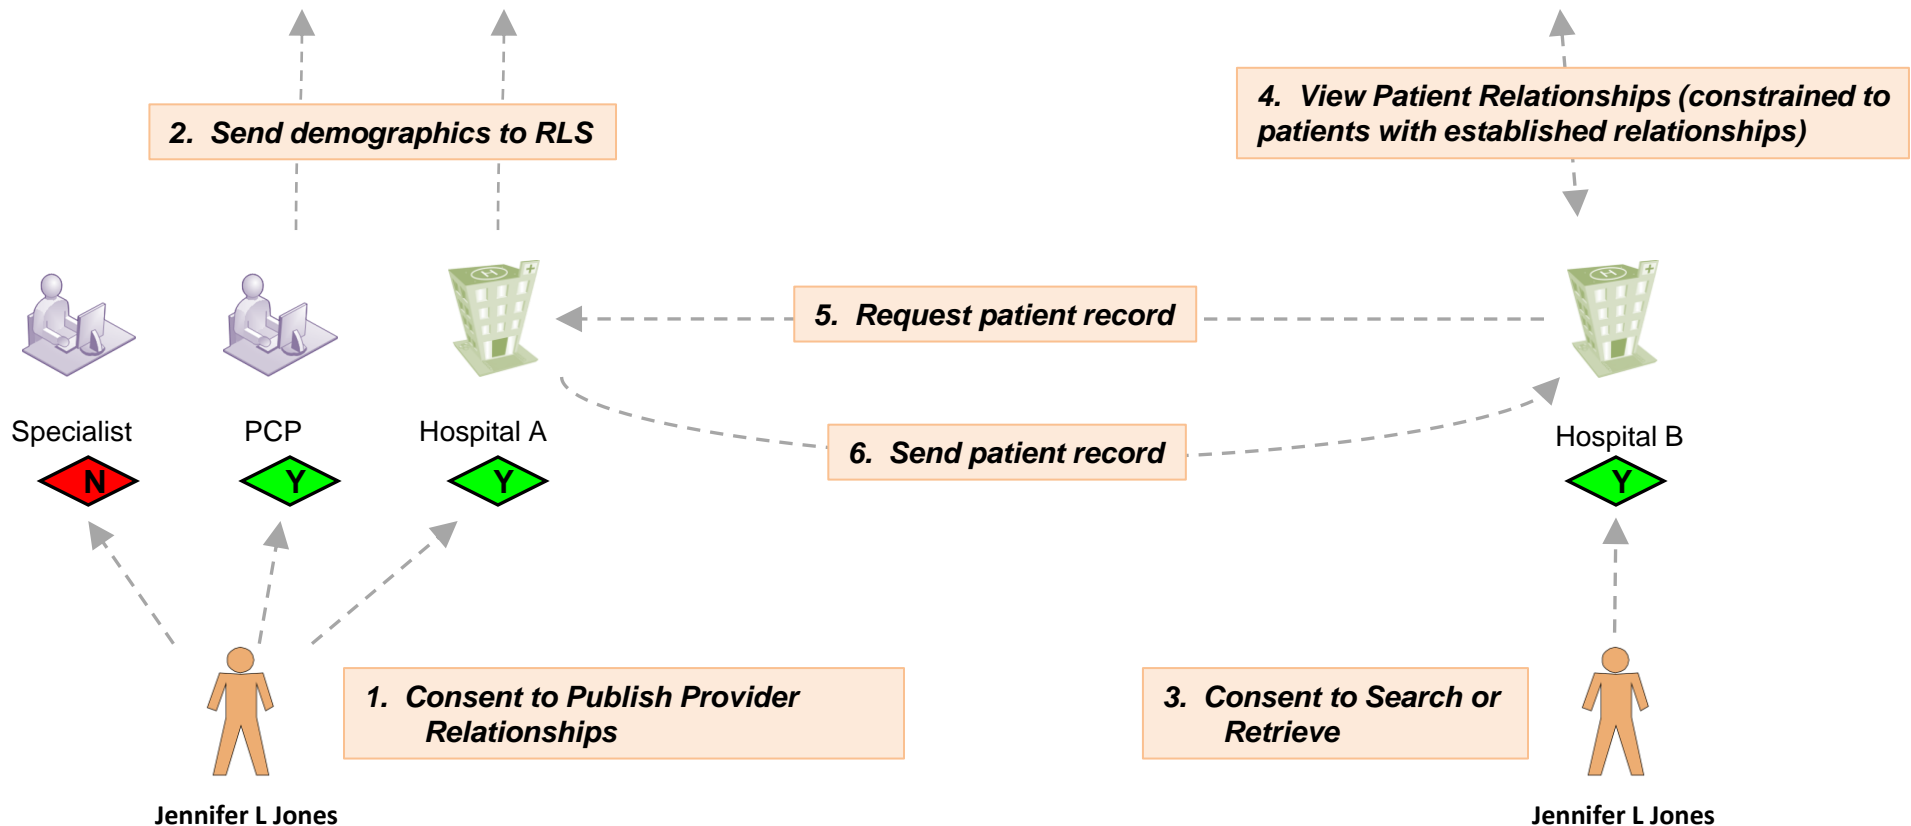 2. Send demographics to RLS
4. View Patient Relationships (constrained to
patients with established relationships)
5. Request patient record
Specialist
PCP
Hospital A
6. Send patient record
Hospital B
N
Y
Y
Y
1. Consent to Publish Provider
Relationships
3. Consent to Search or
Retrieve
Jennifer L Jones
Jennifer L Jones